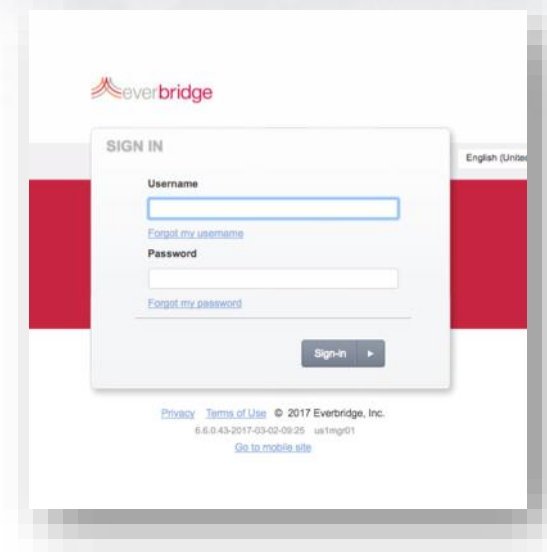 everbridge
SIGN IN
English (Unite
Username
Forgot my username
Password
Forgot my password
Sign-in
Privacy Terms of Use © 2017 Everbridge, Inc.
6.6.0.43-2017-03-02-09:25 us1mgr01
Go to mobile site